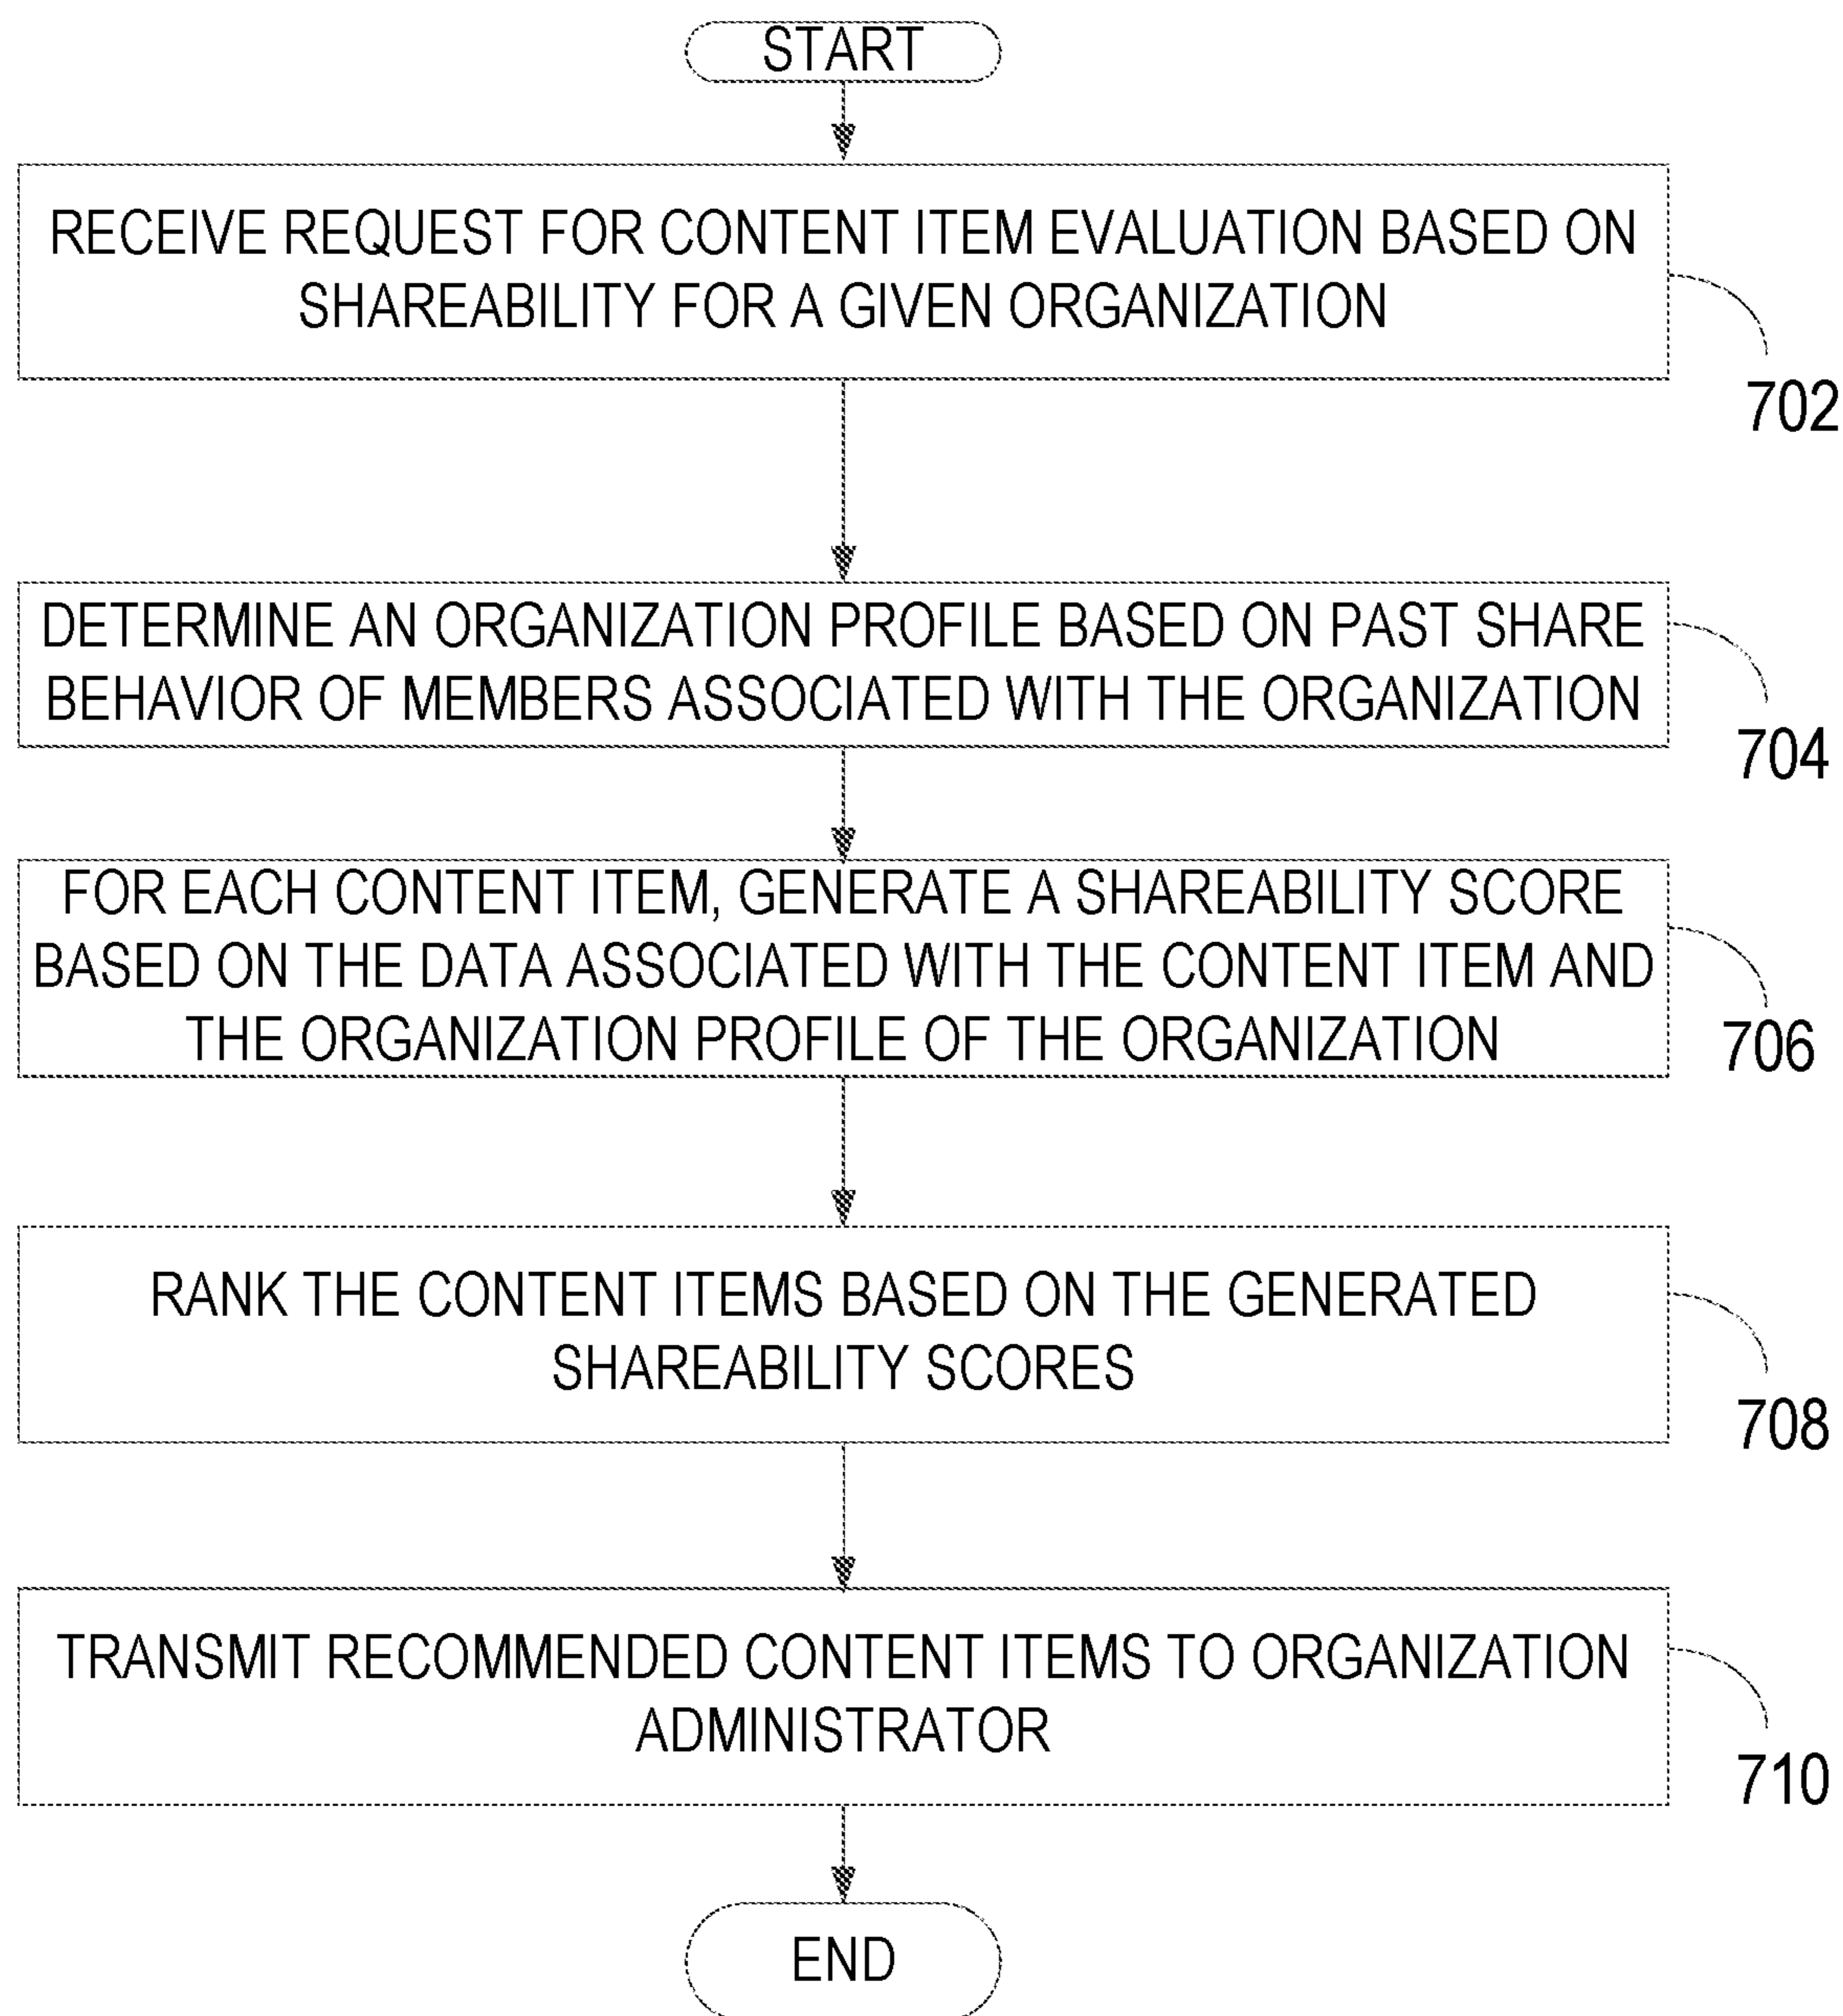 START
RECEIVE REQUEST FOR CONTENT ITEM EVALUATION BASED ON
SHAREABILITY FOR A GIVEN ORGANIZATION
702
DETERMINE AN ORGANIZATION PROFILE BASED ON PAST SHARE
BEHAVIOR OF MEMBERS ASSOCIATED WITH THE ORGANIZATION
704
FOR EACH CONTENT ITEM, GENERATE A SHAREABILITY SCORE
BASED ON THE DATA ASSOCIATED WITH THE CONTENT ITEM AND
THE ORGANIZATION PROFILE OF THE ORGANIZATION
706
RANK THE CONTENT ITEMS BASED ON THE GENERATED
SHAREABILITY SCORES
708
TRANSMIT RECOMMENDED CONTENT ITEMS TO ORGANIZATION
ADMINISTRATOR
710
END